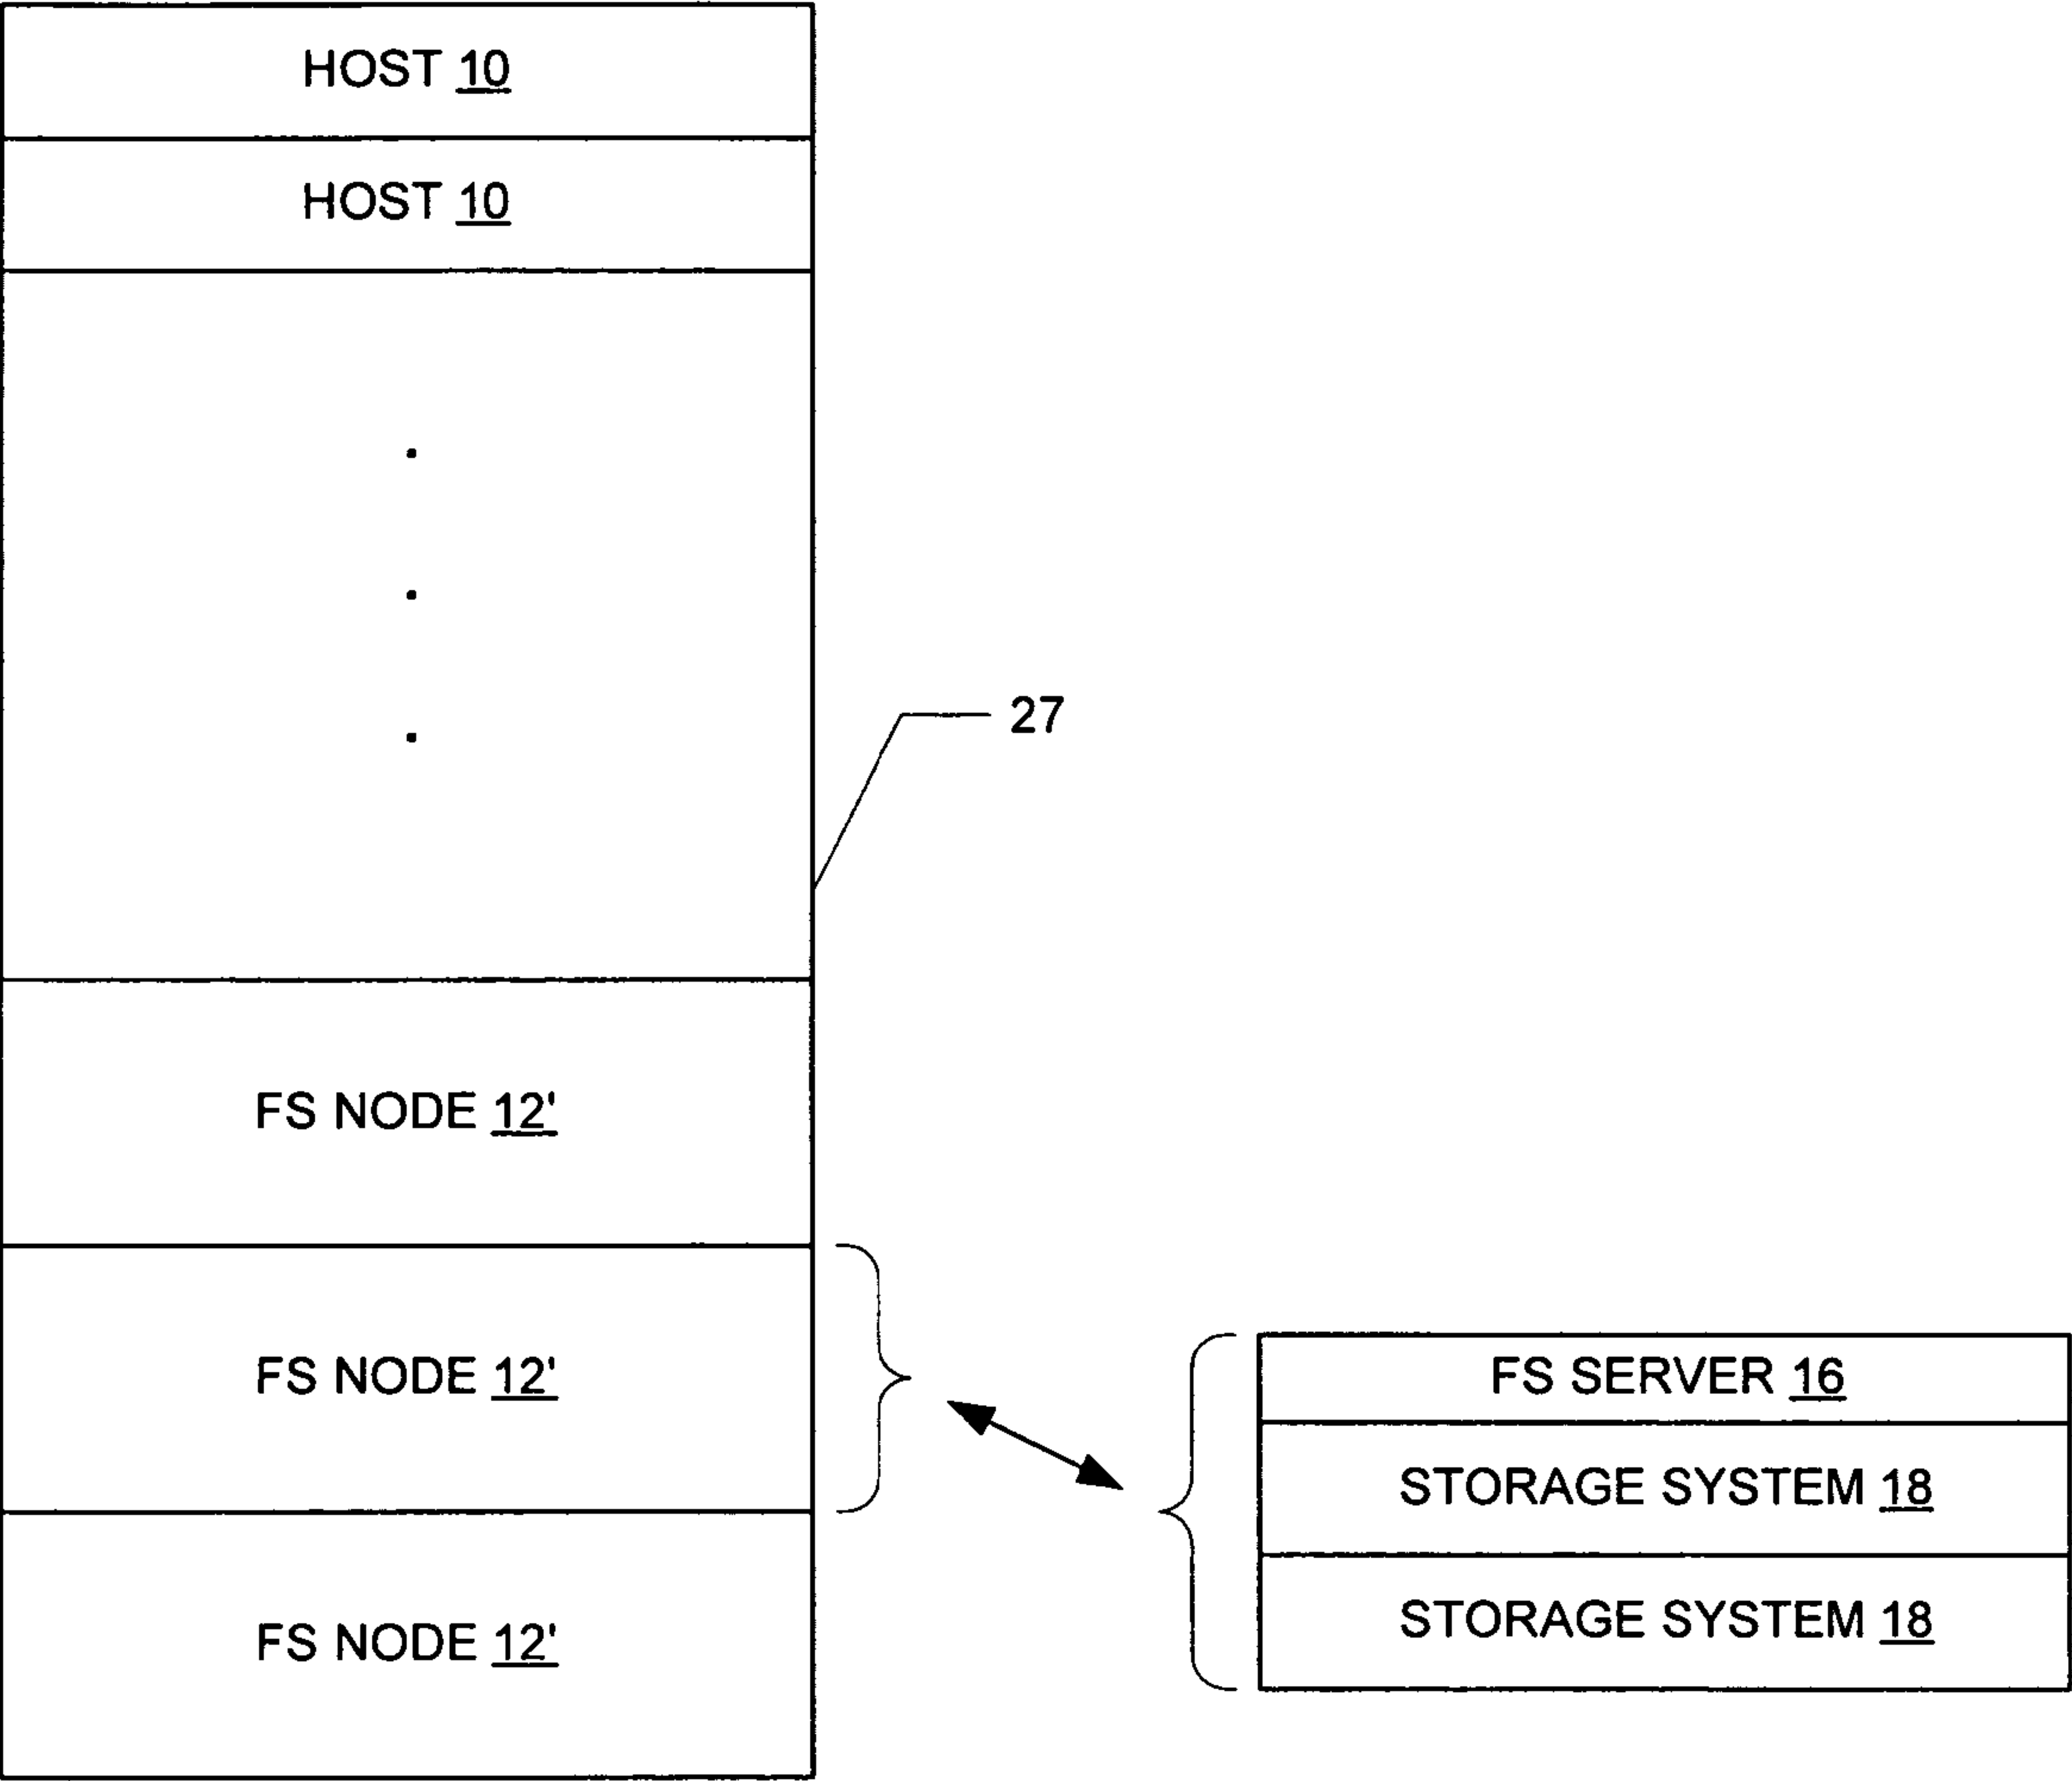 HOST 10
HOST 10
27
FS NODE 12'
FS NODE 12'
FS NODE 12'
FS SERVER 16
STORAGE SYSTEM 18
STORAGE SYSTEM 18